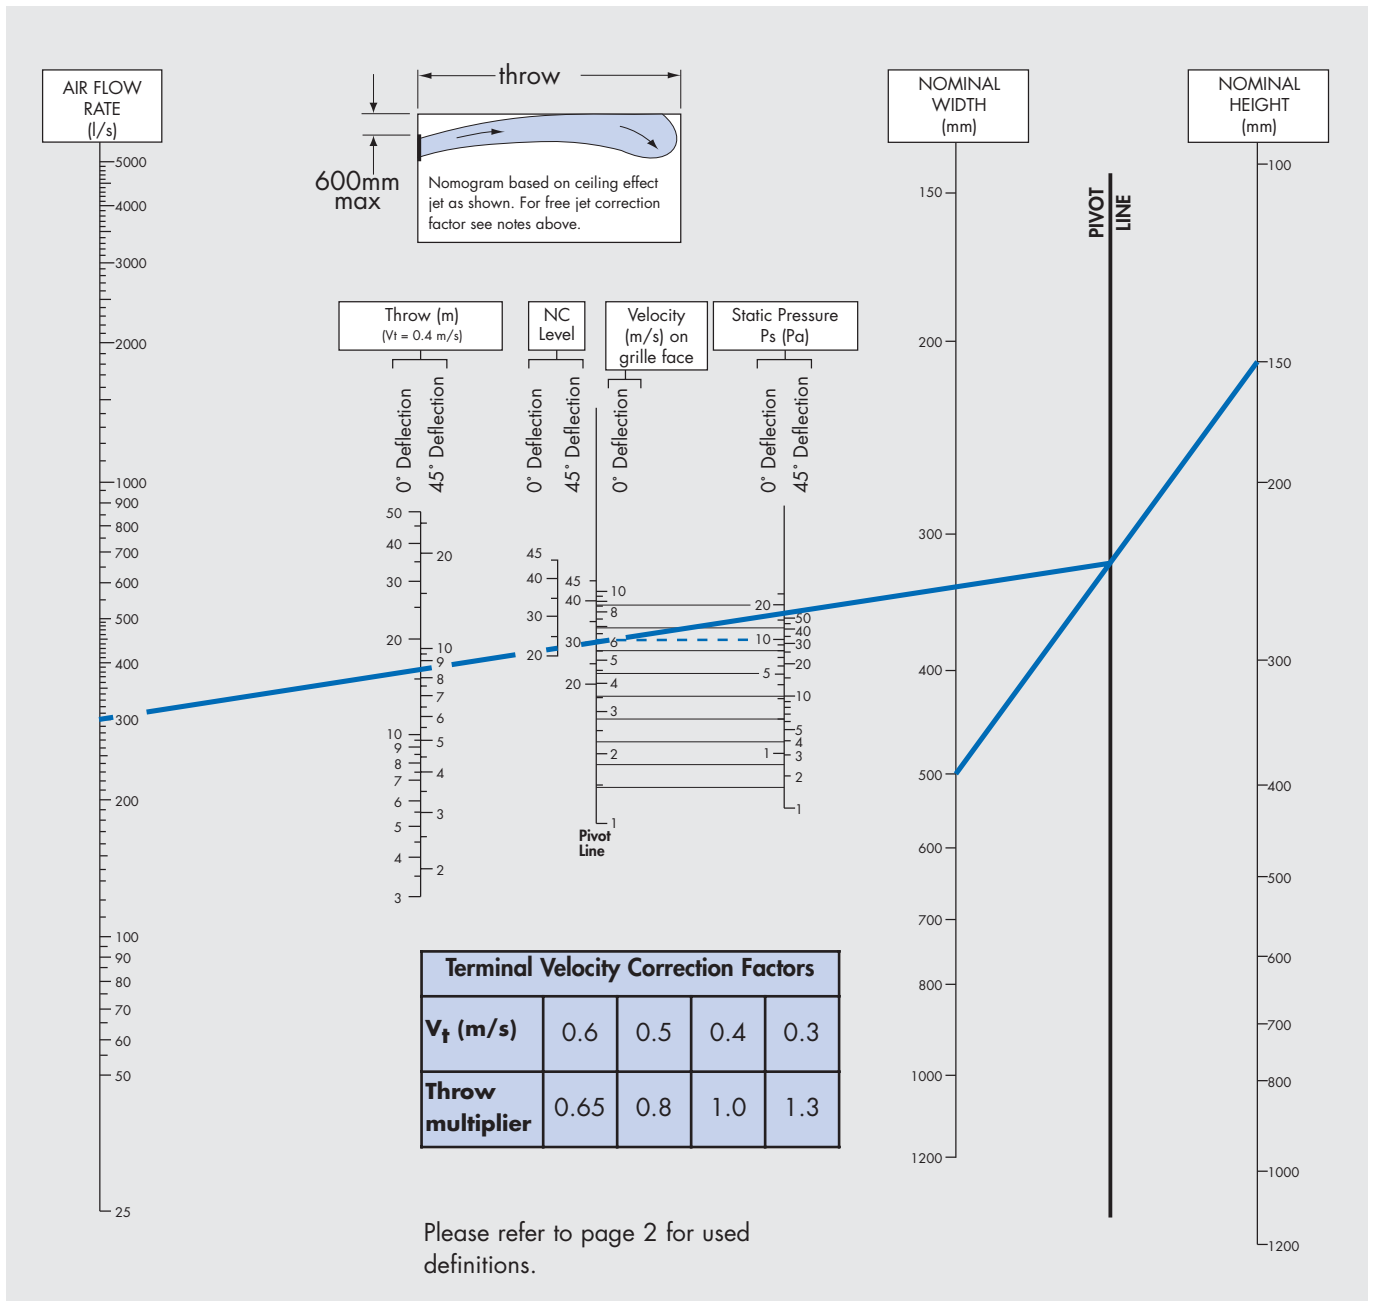 AIR FLOW
RATE
(l/s)
5000
4000
3000
2000
1000
900
800
700
600
500
400
300
200
100
90
80
70
60
50
25
throw
600mm
max
Nomogram based on ceiling effect
jet as shown. For free jet correction
factor see notes above.
Throw (m)
(Vt = 0.4 m/s)
0° Deflection
45° Deflection
50
40
30
20
10
9
8
7
6
5
4
3
20
10
9
8
7
6
5
4
3
2
NC
Level
0° Deflection
45° Deflection
45
40
30
20
45
40
30
20
Velocity
(m/s) on
grille face
0° Deflection
10
8
6
5
4
3
2
1
Pivot
Line
Static Pressure
Ps (Pa)
0° Deflection
45° Deflection
20
10
5
1
50
40
30
20
10
5
4
3
2
1
NOMINAL
WIDTH
(mm)
150
200
300
400
500
600
700
800
1000
1200
PIVOT
LINE
NOMINAL
HEIGHT
(mm)
100
150
200
300
400
500
600
700
800
1000
1200
Terminal Velocity Correction Factors
Vt (m/s) 0.6 0.5 0.4 0.3
Throw
multiplier 0.65 0.8 1.0 1.3
Please refer to page 2 for used
definitions.